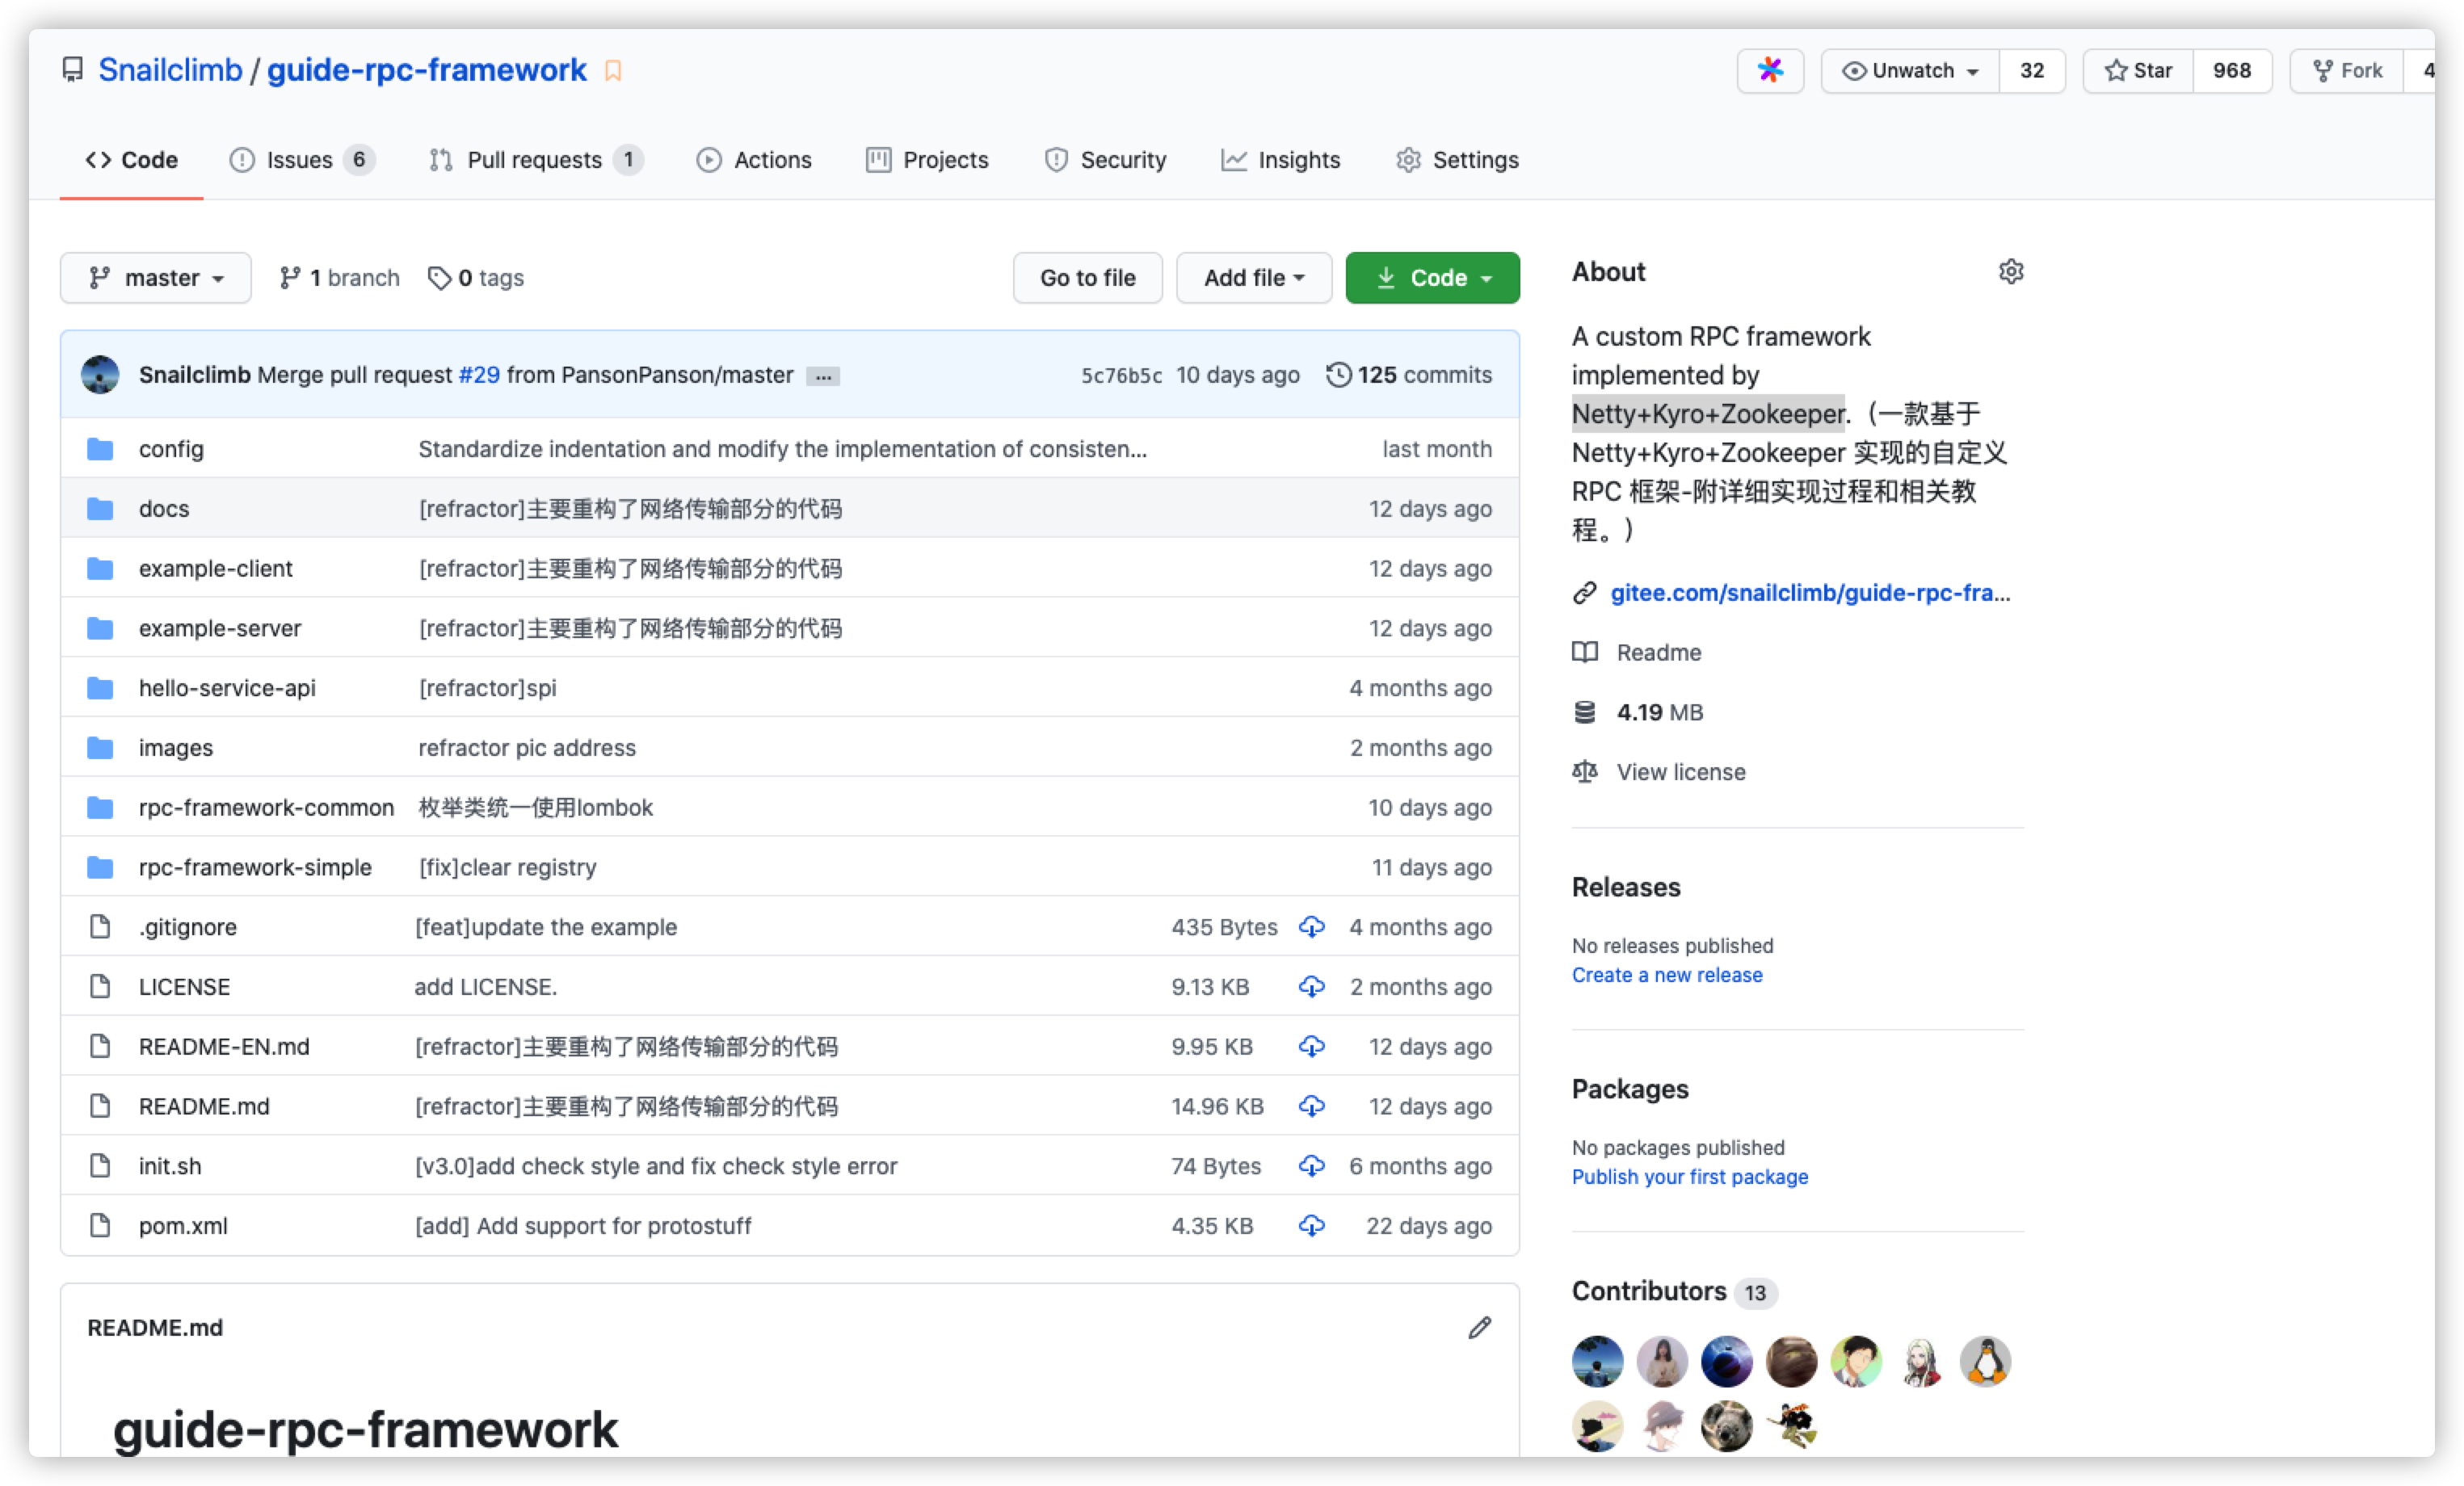 Snailclimb / guide-rpc-framework
Unwatch 32
Star 968
Fork 4
Code
Issues 6
Pull requests 1
Actions
Projects
Security
Insights
Settings
master
1 branch
0 tags
Go to file
Add file
Code
Snailclimb Merge pull request #29 from PansonPanson/master ...
5c76b5c 10 days ago 125 commits
config Standardize indentation and modify the implementation of consisten... last month
docs [refractor]主要重构了网络传输部分的代码 12 days ago
example-client [refractor]主要重构了网络传输部分的代码 12 days ago
example-server [refractor]主要重构了网络传输部分的代码 12 days ago
hello-service-api [refractor]spi 4 months ago
images refractor pic address 2 months ago
rpc-framework-common 枚举类统一使用lombok 10 days ago
rpc-framework-simple [fix]clear registry 11 days ago
.gitignore [feat]update the example 435 Bytes 4 months ago
LICENSE add LICENSE. 9.13 KB 2 months ago
README-EN.md [refractor]主要重构了网络传输部分的代码 9.95 KB 12 days ago
README.md [refractor]主要重构了网络传输部分的代码 14.96 KB 12 days ago
init.sh [v3.0]add check style and fix check style error 74 Bytes 6 months ago
pom.xml [add] Add support for protostuff 4.35 KB 22 days ago
README.md
guide-rpc-framework
About
A custom RPC framework
implemented by
Netty+Kyro+Zookeeper.（一款基于
Netty+Kyro+Zookeeper 实现的自定义
RPC 框架-附详细实现过程和相关教
程。）
gitee.com/snailclimb/guide-rpc-fra...
Readme
4.19 MB
View license
Releases
No releases published
Create a new release
Packages
No packages published
Publish your first package
Contributors 13